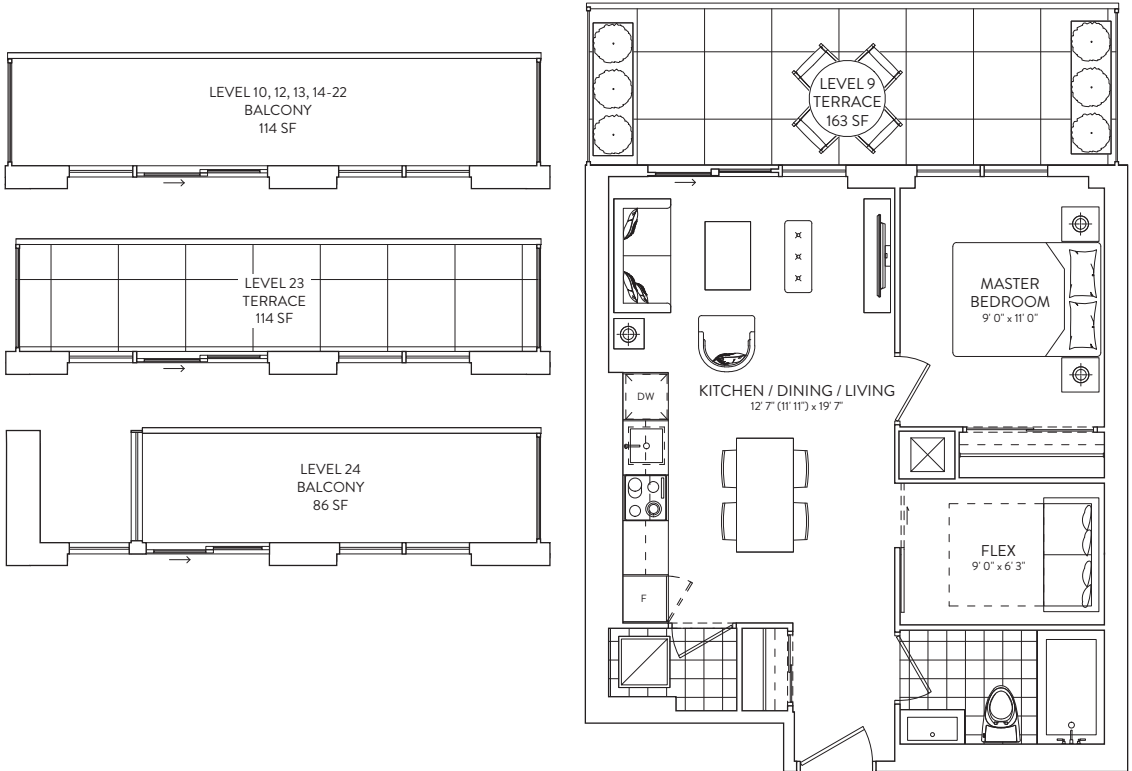 LEVEL 10, 12, 13, 14-22
BALCONY
114 SF
LEVEL 23
TERRACE
114 SF
LEVEL 24
BALCONY
86 SF
LEVEL 9
TERRACE
163 SF
MASTER
BEDROOM
9' 0" x 11' 0"
KITCHEN / DINING / LIVING
12' 7" (11' 11") x 19' 7"
DW
F
FLEX
9' 0" x 6' 3"